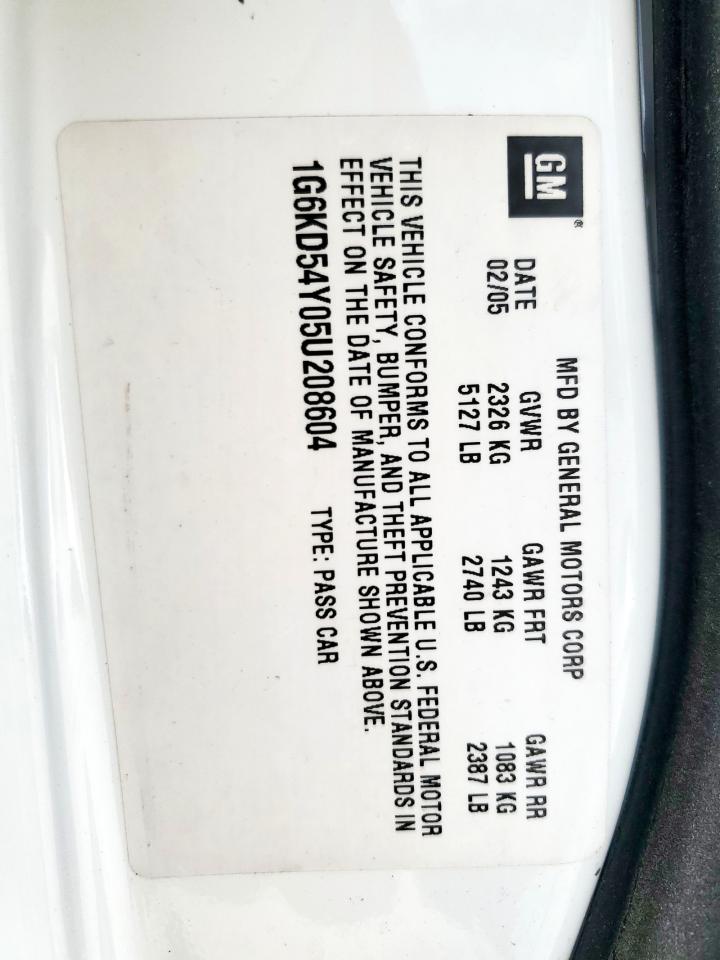 GM®
MFD BY GENERAL MOTORS CORP
DATE GVWR GAWR FRT GAWR RR
02/05 2326 KG 1243 KG 1083 KG
5127 LB 2740 LB 2387 LB
THIS VEHICLE CONFORMS TO ALL APPLICABLE U.S. FEDERAL MOTOR
VEHICLE SAFETY, BUMPER, AND THEFT PREVENTION STANDARDS IN
EFFECT ON THE DATE OF MANUFACTURE SHOWN ABOVE.
1G6KD54Y05U208604 TYPE: PASS CAR